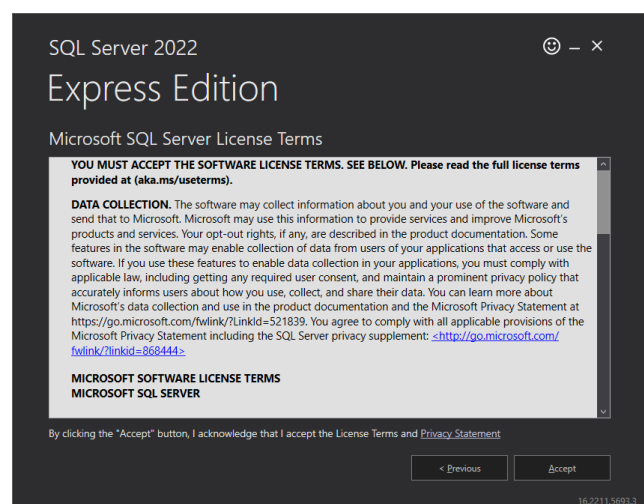 SQL Server 2022
Express Edition
Microsoft SQL Server License Terms
YOU MUST ACCEPT THE SOFTWARE LICENSE TERMS. SEE BELOW. Please read the full license terms
provided at (aka.ms/useterms).
DATA COLLECTION. The software may collect information about you and your use of the software and
send that to Microsoft. Microsoft may use this information to provide services and improve Microsoft's
products and services. Your opt-out rights, if any, are described in the product documentation. Some
features in the software may enable collection of data from users of your applications that access or use the
software. If you use these features to enable data collection in your applications, you must comply with
applicable law, including getting any required user consent, and maintain a prominent privacy policy that
accurately informs users about how you use, collect, and share their data. You can learn more about
Microsoft's data collection and use in the product documentation and the Microsoft Privacy Statement at
https://go.microsoft.com/fwlink/?LinkId=521839. You agree to comply with all applicable provisions of the
Microsoft Privacy Statement including the SQL Server privacy supplement: <http://go.microsoft.com/
fwlink/?linkid=868444>
MICROSOFT SOFTWARE LICENSE TERMS
MICROSOFT SQL SERVER
By clicking the "Accept" button, I acknowledge that I accept the License Terms and Privacy Statement
< Previous
Accept
16.2211.5693.3